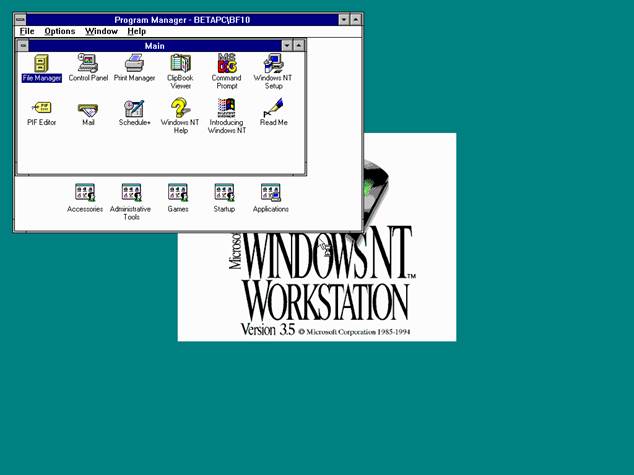 Program Manager - BETAPC\BF10
File Options Window Help
Main
File Manager Control Panel Print Manager ClipBook Viewer Command Prompt Windows NT Setup
PIF Editor Mail Schedule+ Windows NT Help Introducing Windows NT Read Me
Accessories Administrative Tools Games Startup Applications
Microsoft
WINDOWS NT™
WORKSTATION
Version 3.5 © Microsoft Corporation 1985-1994